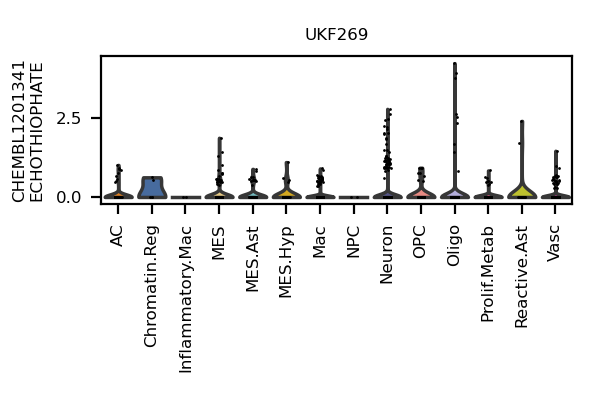 UKF269
CHEMBL1201341
ECHOTHIOPHATE
2.5
0.0
AC
Chromatin.Reg
Inflammatory.Mac
MES
MES.Ast
MES.Hyp
Mac
NPC
Neuron
OPC
Oligo
Prolif.Metab
Reactive.Ast
Vasc